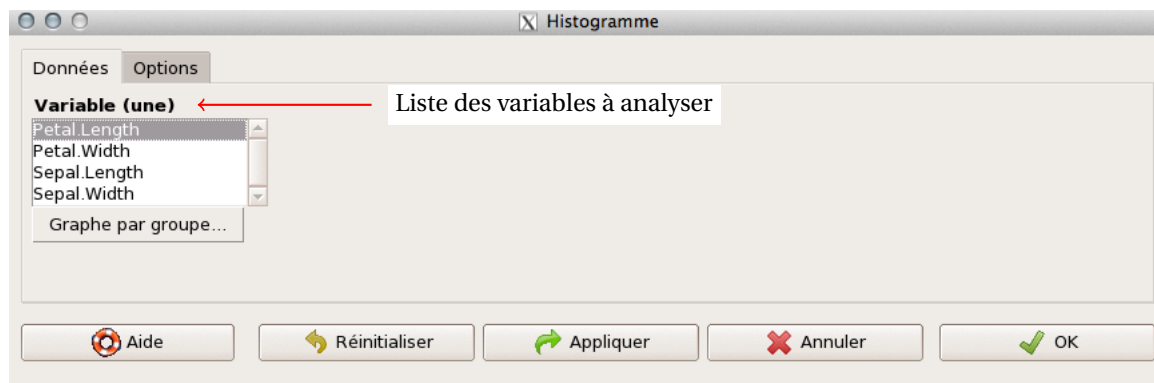 Histogramme
Données Options
Variable (une) Liste des variables à analyser
Petal.Length
Petal.Width
Sepal.Length
Sepal.Width
Graphe par groupe...
Aide Réinitialiser Appliquer Annuler OK